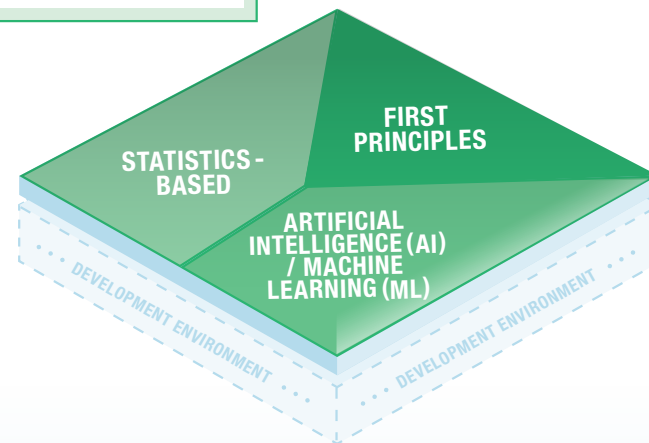 FIRST
PRINCIPLES
STATISTICS -
BASED
ARTIFICIAL
INTELLIGENCE (AI)
/ MACHINE
LEARNING (ML)
• • • DEVELOPMENT ENVIRONMENT • • •
• • • DEVELOPMENT ENVIRONMENT • • •